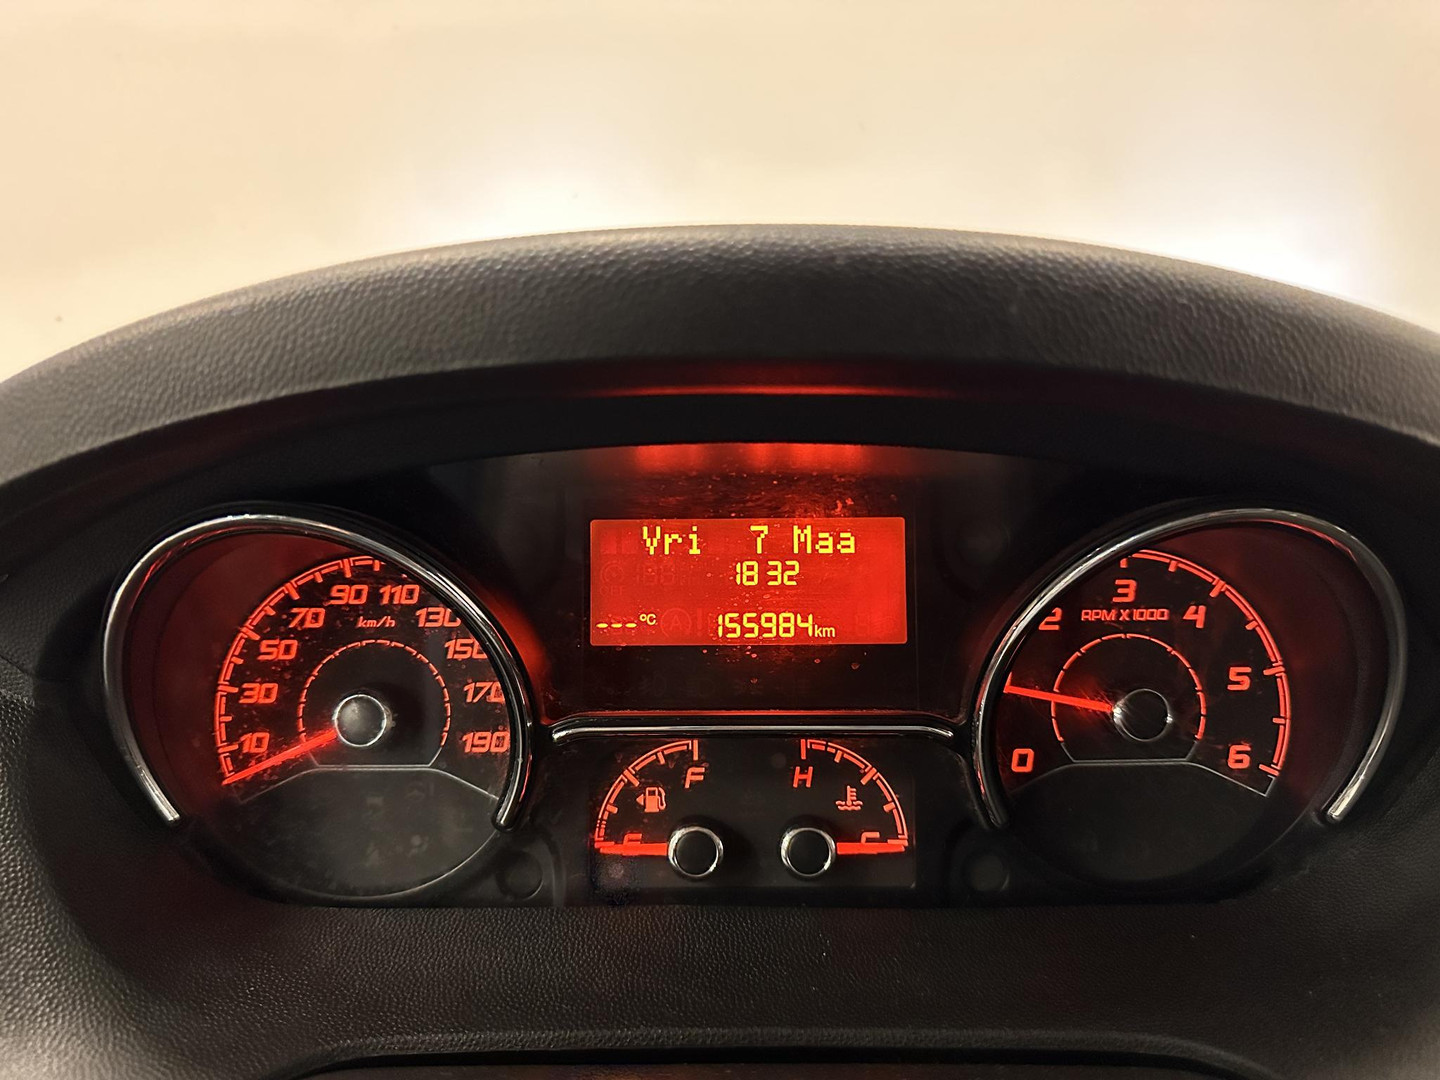 Vri 7 Maa
18 32
---°C 155984km
10 30 50 70 90 110 130 150 170 190
km/h
0 2 3 4 5 6
RPM X1000
F
H